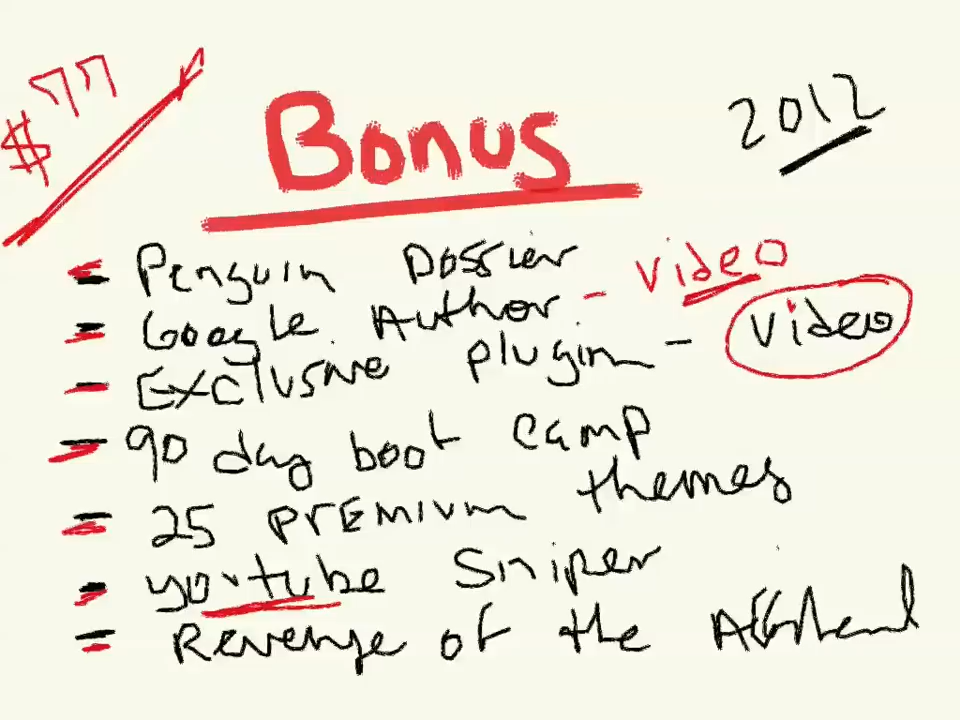 $77
Bonus
2012
- Penguin Dossier
- Google Author - video
- Exclusive plugin - video
- 90 day boot camp
- 25 PREMIUM themes
- youtube Sniper
- Revenge of the